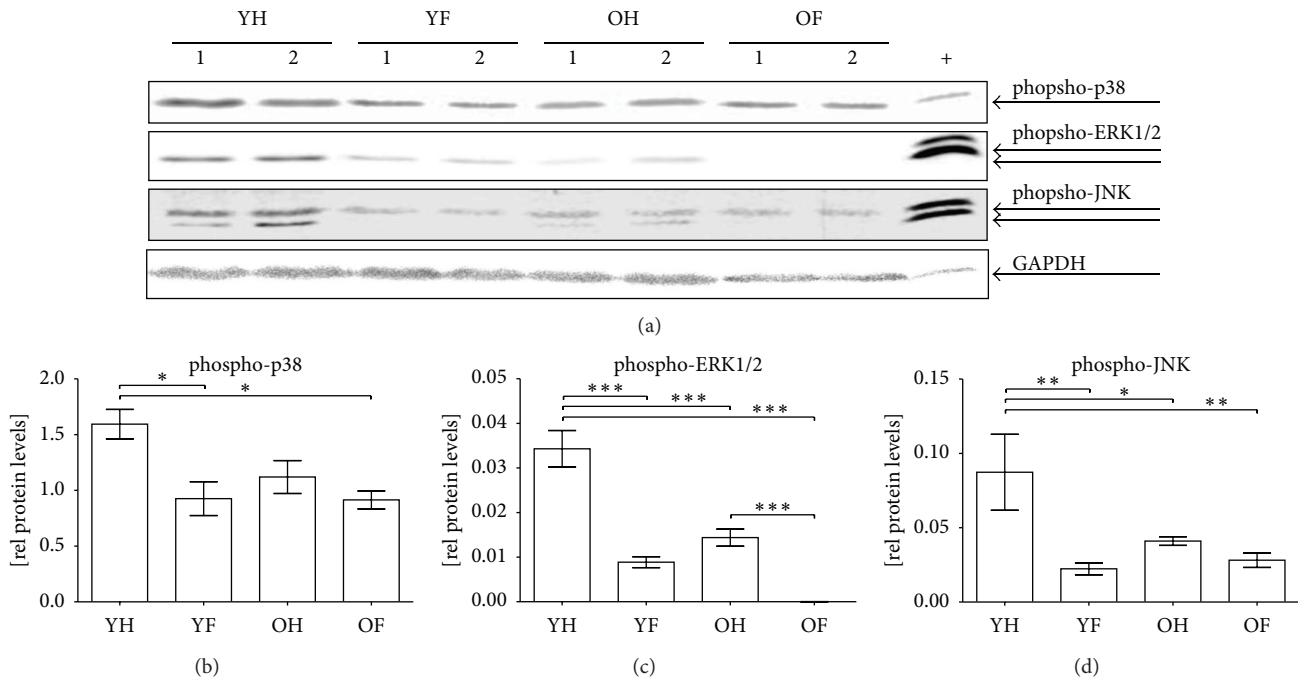 YH YF OH OF
1 2 1 2 1 2 1 2 +
phopsho-p38
phopsho-ERK1/2
phopsho-JNK
GAPDH
(a)
phospho-p38
[rel protein levels]
2.0
1.5
1.0
0.5
0.0
* *
YH YF OH OF
(b)
phospho-ERK1/2
[rel protein levels]
0.05
0.04
0.03
0.02
0.01
0.00
***
***
***
***
YH YF OH OF
(c)
phospho-JNK
[rel protein levels]
0.15
0.10
0.05
0.00
**
*
**
YH YF OH OF
(d)